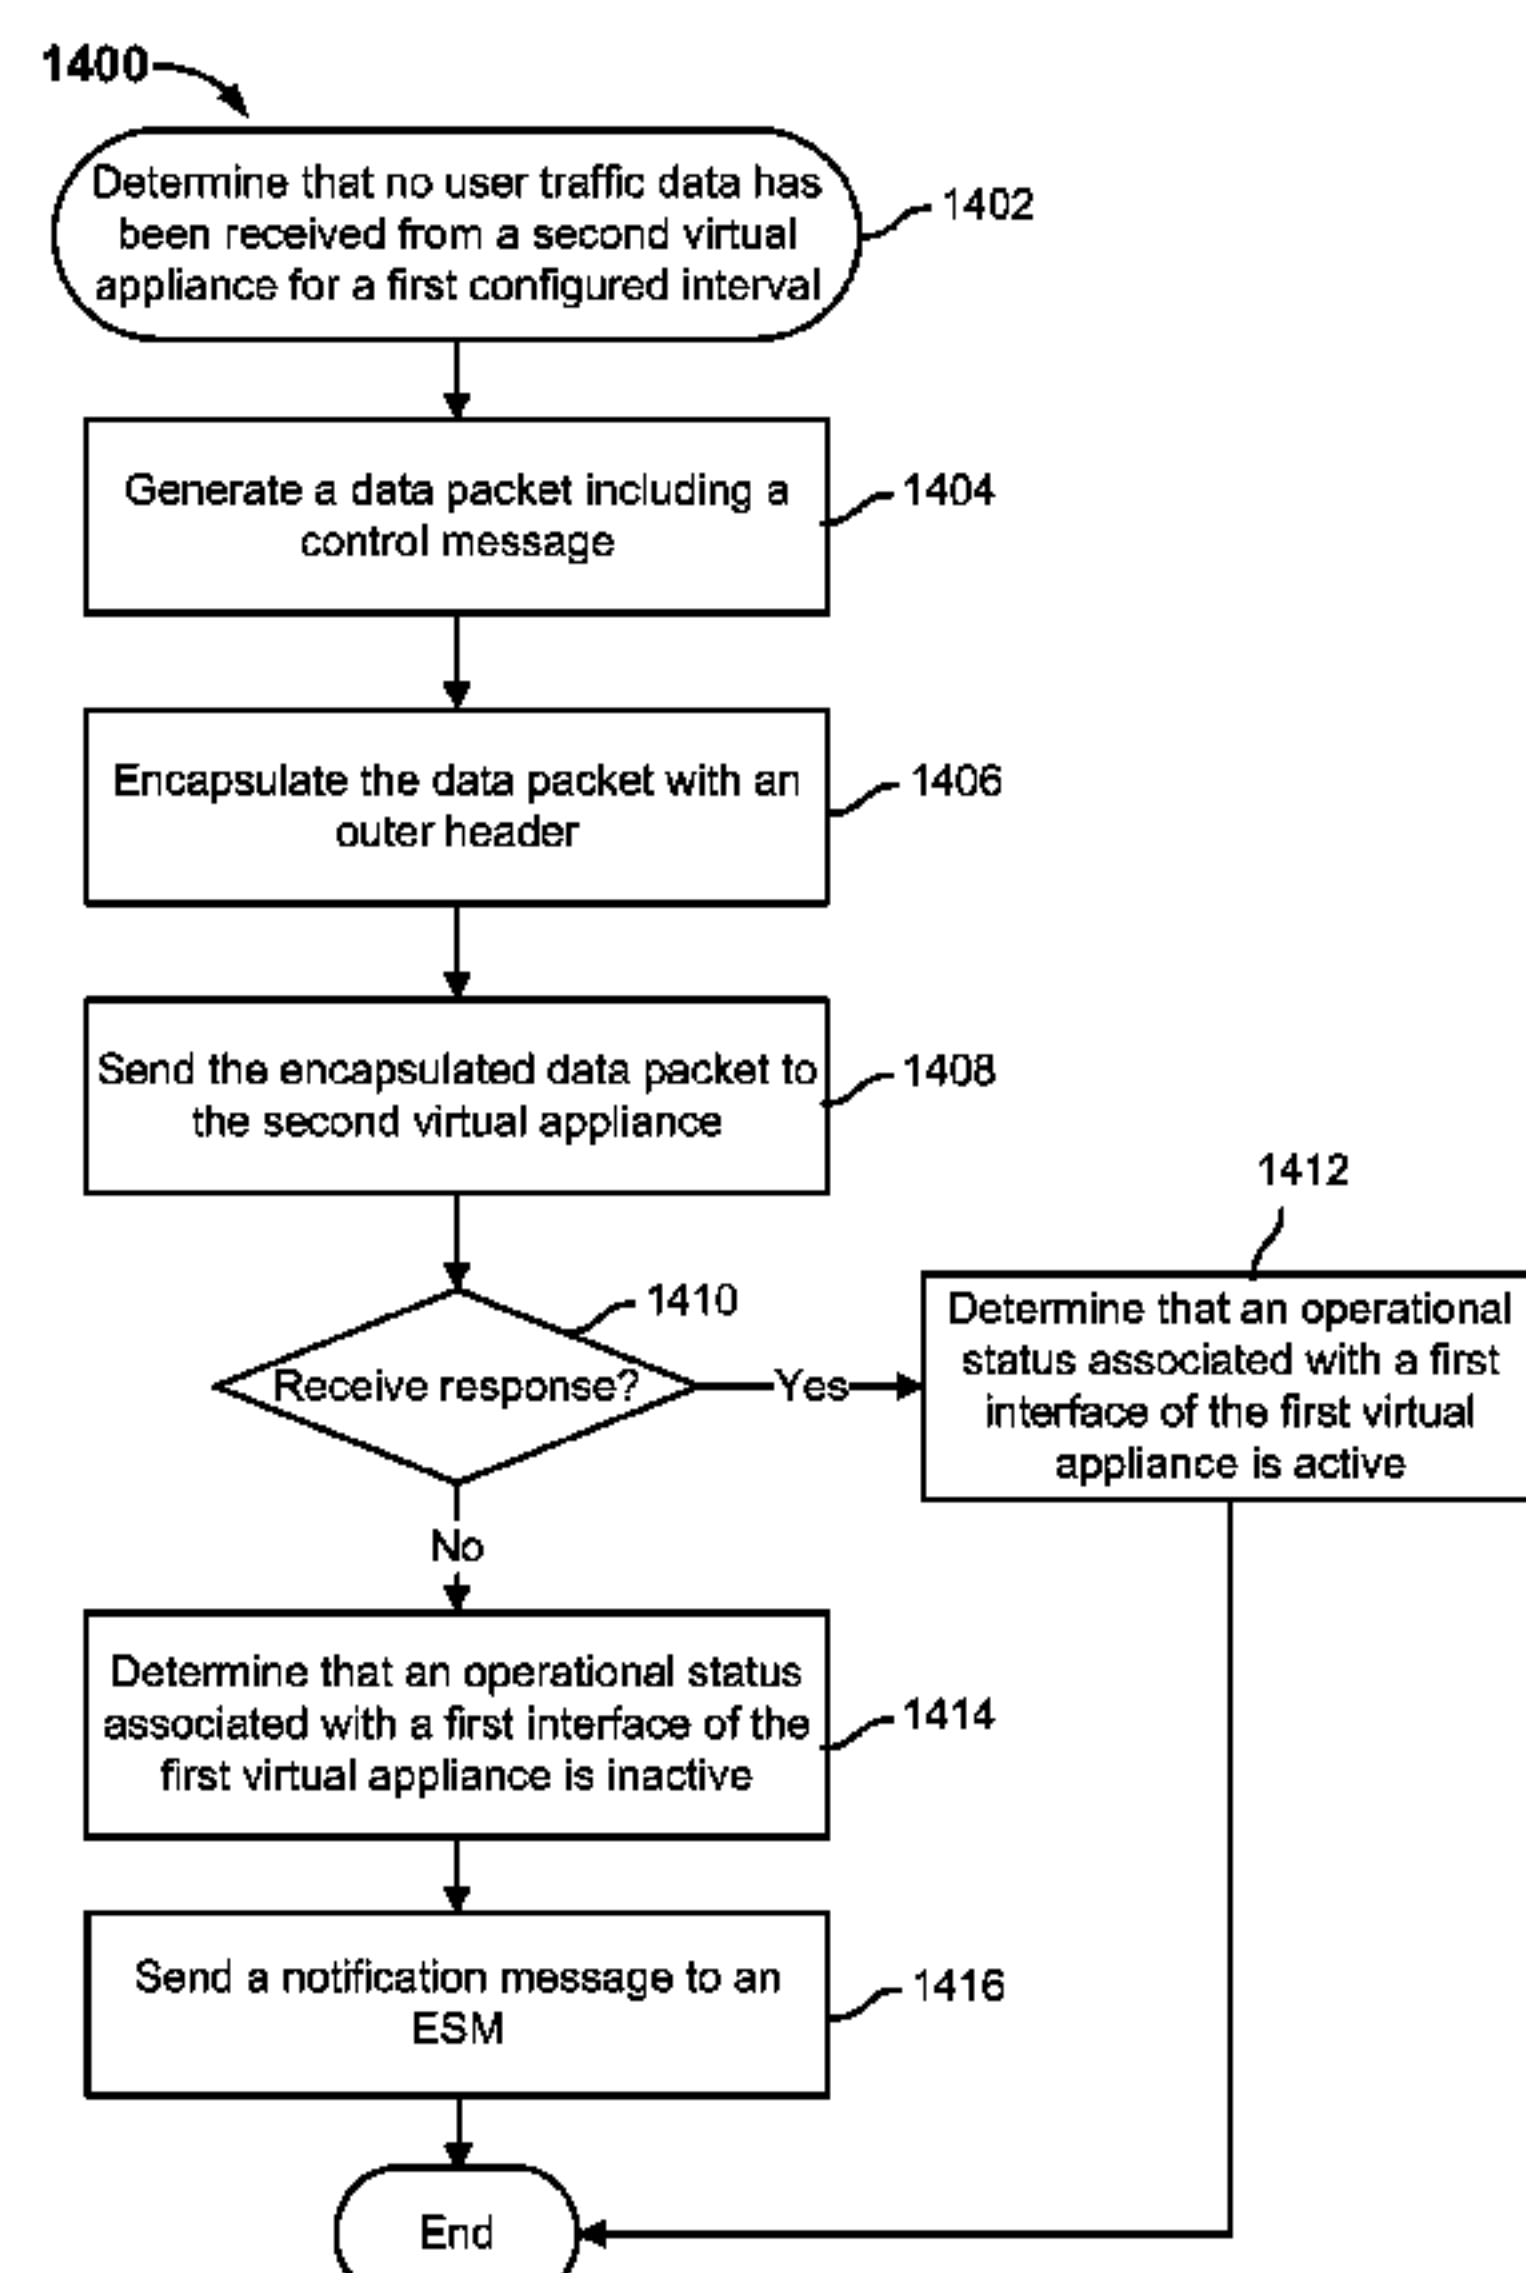 1400
Determine that no user traffic data has
been received from a second virtual
appliance for a first configured interval
1402
Generate a data packet including a
control message
1404
Encapsulate the data packet with an
outer header
1406
Send the encapsulated data packet to
the second virtual appliance
1408
Receive response?
1410
Yes
1412
Determine that an operational
status associated with a first
interface of the first virtual
appliance is active
No
Determine that an operational status
associated with a first interface of the
first virtual appliance is inactive
1414
Send a notification message to an
ESM
1416
End